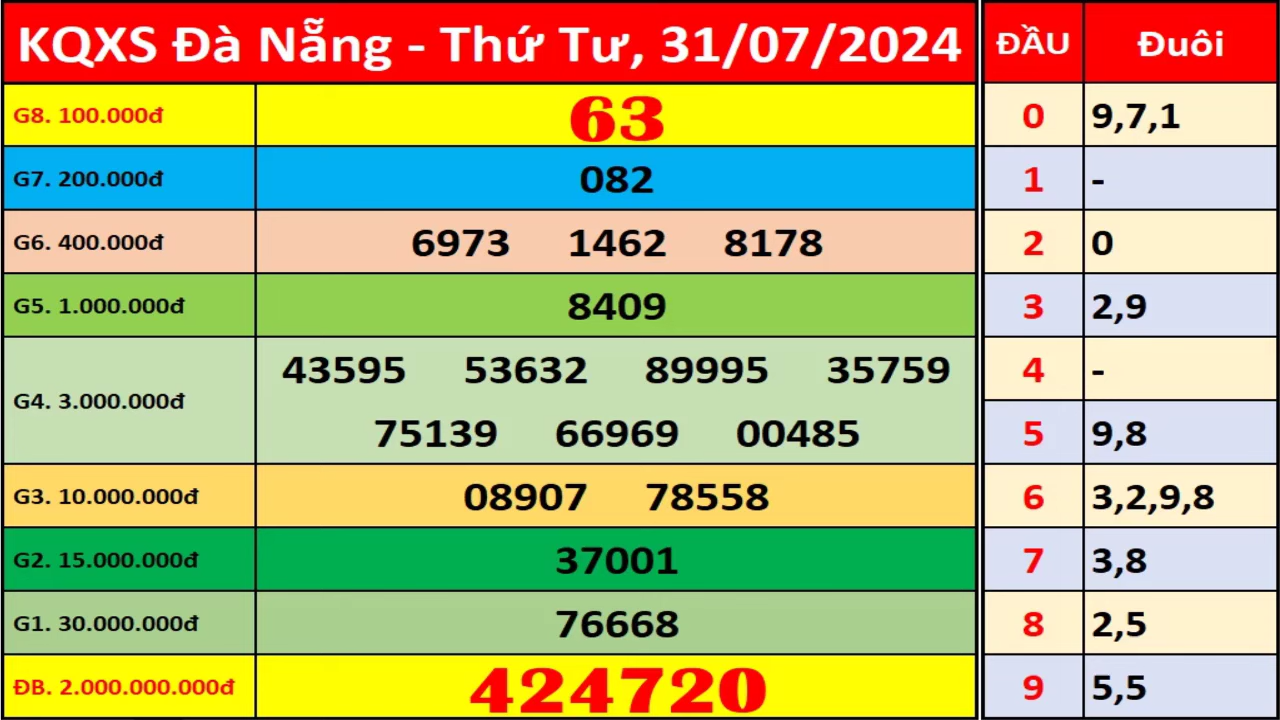 KQXS Đà Nẵng - Thứ Tư, 31/07/2024
G8. 100.000đ 63
G7. 200.000đ 082
G6. 400.000đ 6973 1462 8178
G5. 1.000.000đ 8409
G4. 3.000.000đ 43595 53632 89995 35759
75139 66969 00485
G3. 10.000.000đ 08907 78558
G2. 15.000.000đ 37001
G1. 30.000.000đ 76668
ĐB. 2.000.000.000đ 424720
ĐẦU Đuôi
0 9,7,1
1 -
2 0
3 2,9
4 -
5 9,8
6 3,2,9,8
7 3,8
8 2,5
9 5,5